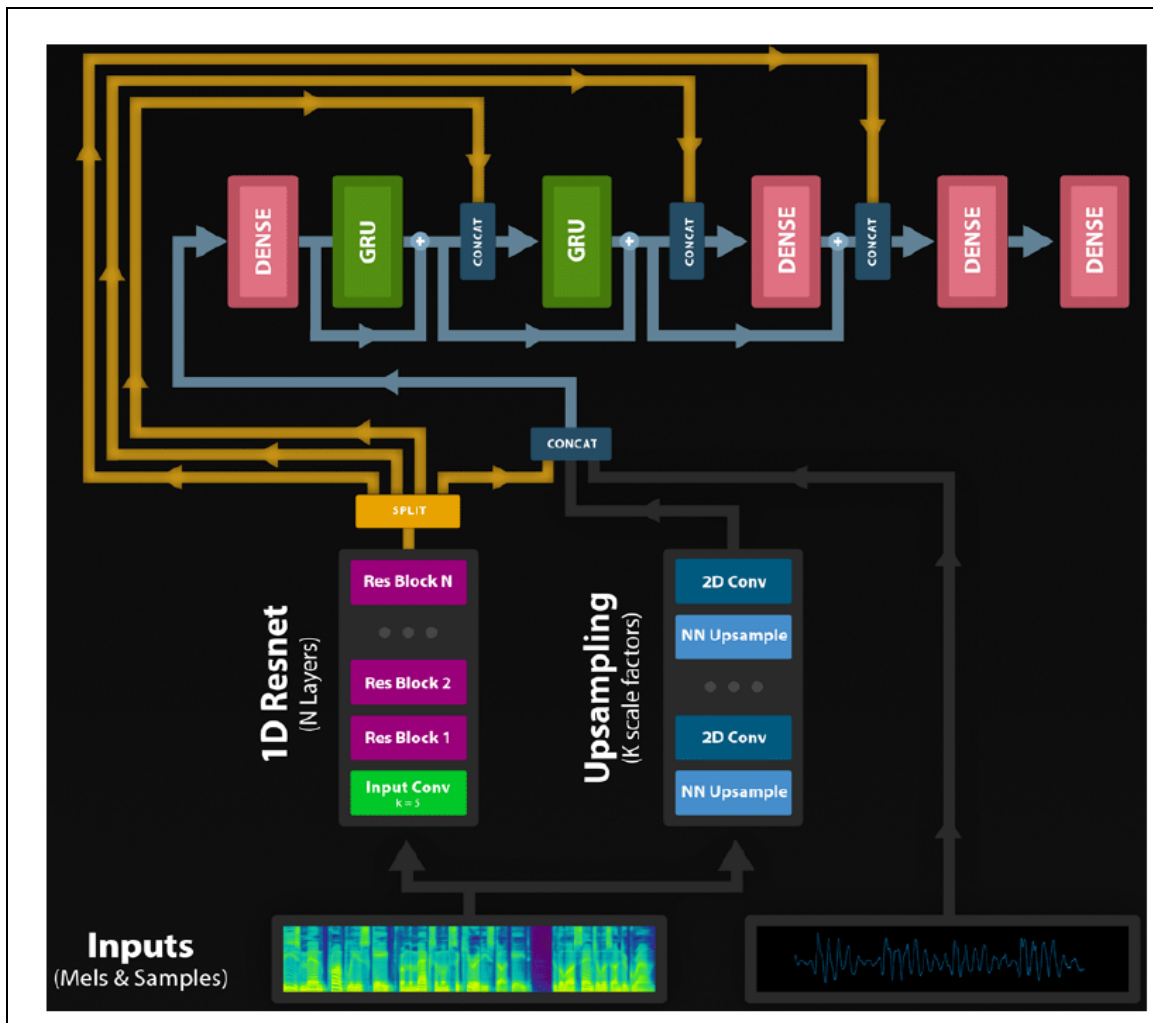 DENSE
GRU
CONCAT
GRU
CONCAT
DENSE
CONCAT
DENSE
DENSE
CONCAT
SPLIT
1D Resnet
(N Layers)
Res Block N
Res Block 2
Res Block 1
Input Conv
k = 5
Upsampling
(K scale factors)
2D Conv
NN Upsample
2D Conv
NN Upsample
Inputs
(Mels & Samples)